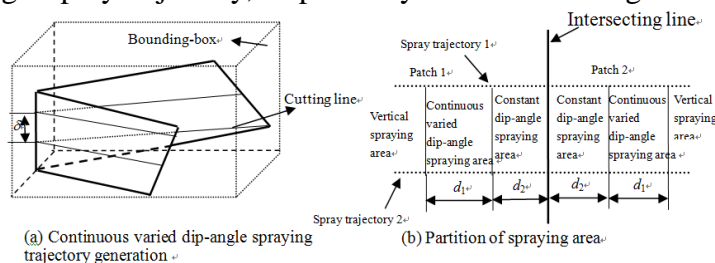 g spray trajectory,
Intersecting line
Bounding-box
Spray trajectory 1
Patch 1
Patch 2
Cutting line
δ
Vertical
spraying
area
Continuous
varied
dip-angle
spraying area
Constant
dip-angle
spraying
area
Constant
dip-angle
spraying
area
Continuous
varied
dip-angle
spraying area
Vertical
spraying
area
d₁
d₂
d₂
d₁
Spray trajectory 2
(a) Continuous varied dip-angle spraying
trajectory generation
(b) Partition of spraying area